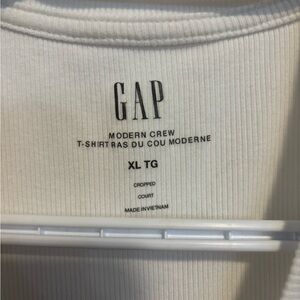 GAP
MODERN CREW
T-SHIRT RAS DU COU MODERNE
XL TG
CROPPED
COURT
MADE IN VIETNAM